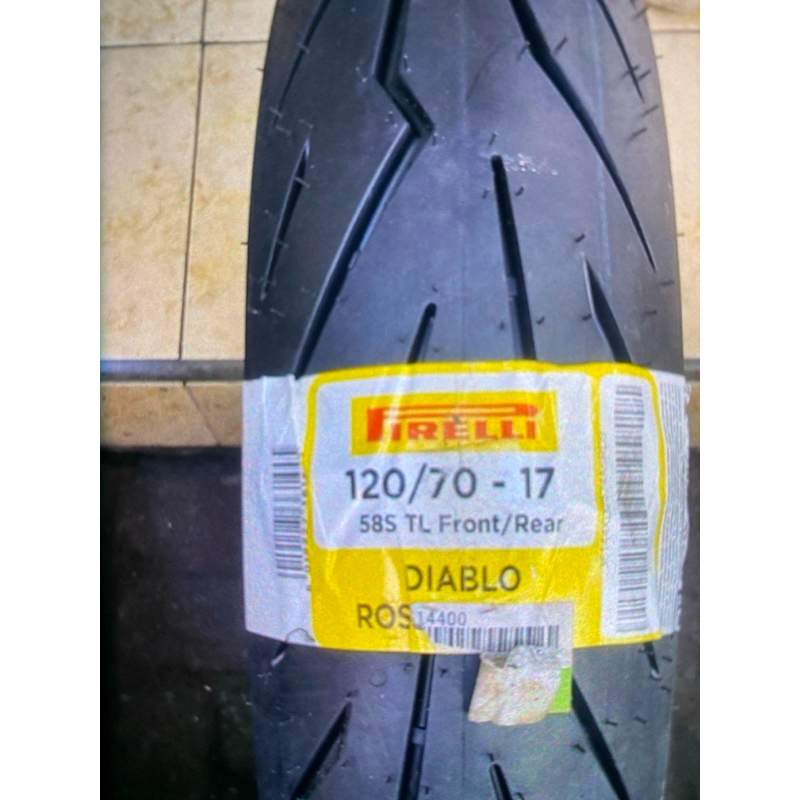 PIRELLI
120/70 - 17
58S TL Front/Rear
DIABLO
ROS
14400